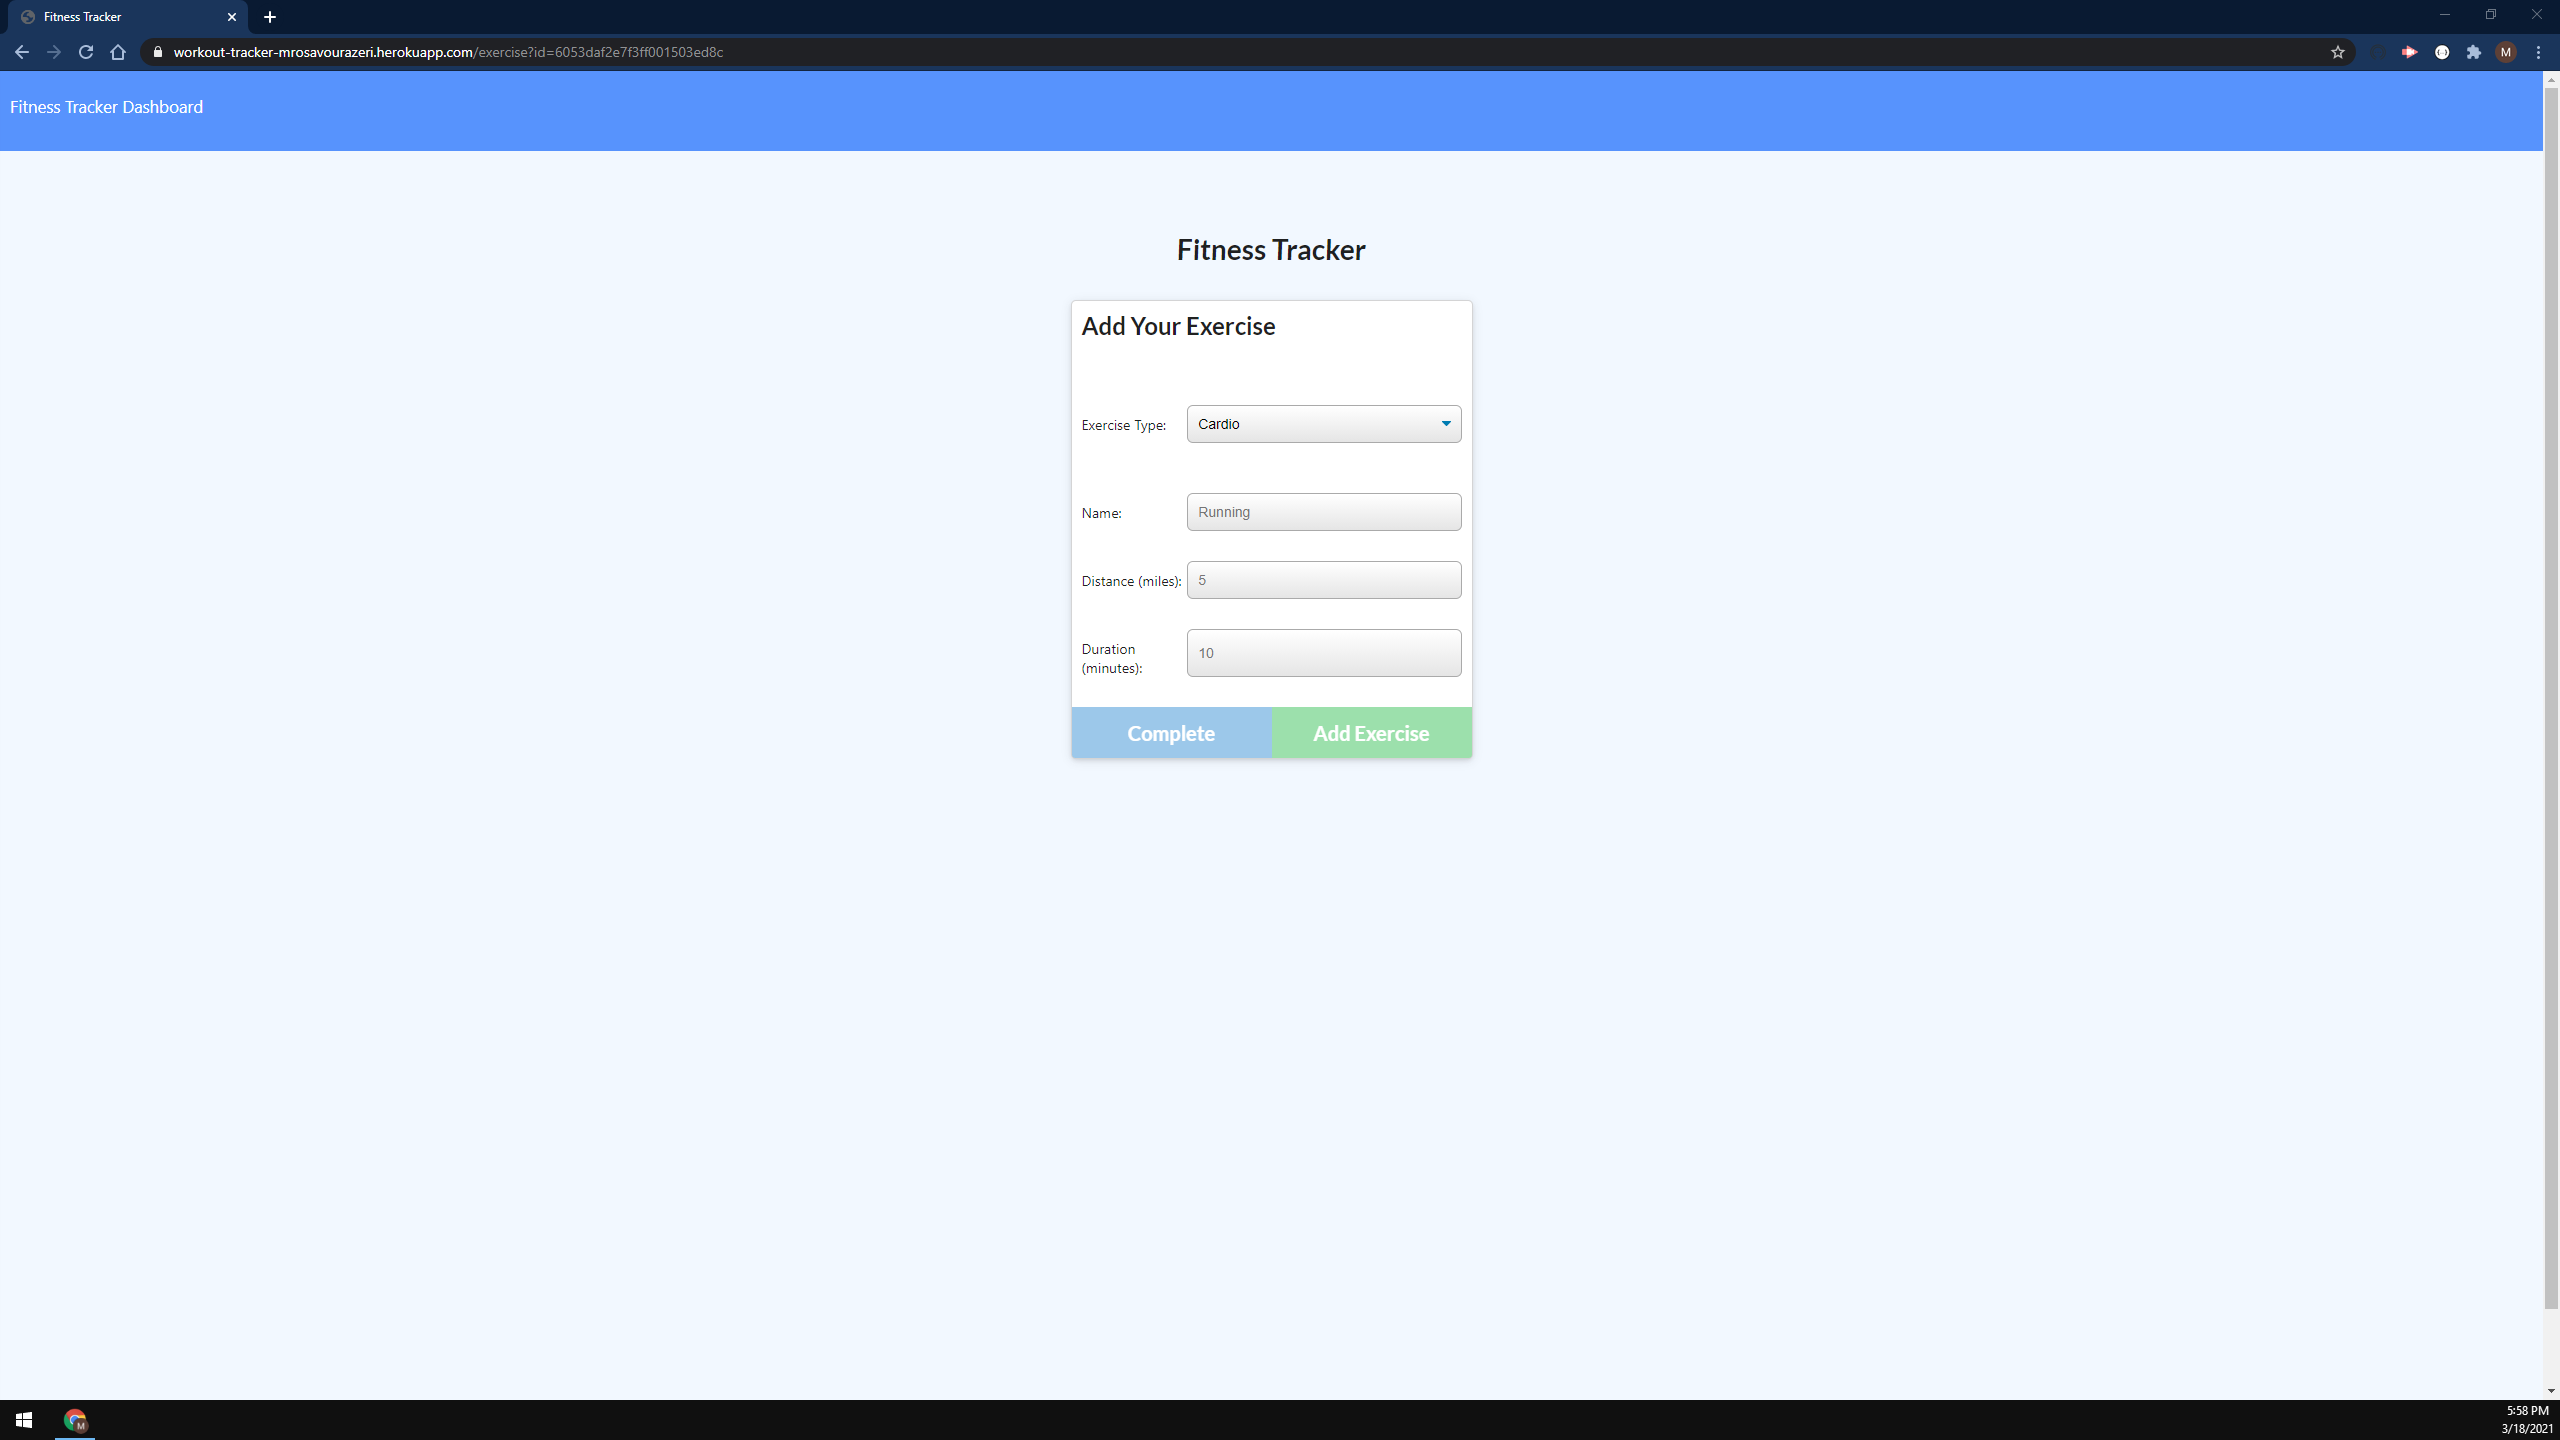 Fitness Tracker
workout-tracker-mrosavourazeri.herokuapp.com/exercise?id=6053daf2e7f3ff001503ed8c
M
Fitness Tracker Dashboard
Fitness Tracker
Add Your Exercise
Exercise Type: Cardio
Name: Running
Distance (miles): 5
Duration
(minutes): 10
Complete Add Exercise
M
5:58 PM
3/18/2021